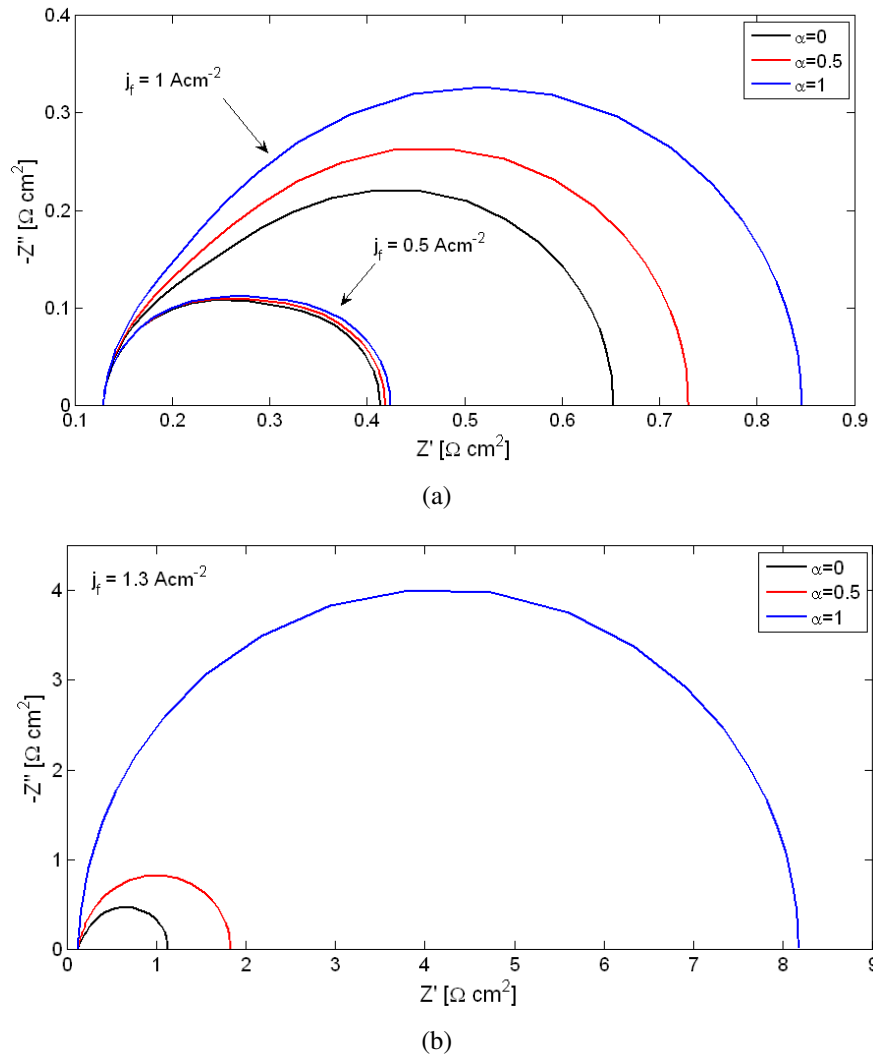 0.4
0.3
0.2
0.1
0
-Z'' [Ω cm²]
j_f = 1 Acm⁻²
j_f = 0.5 Acm⁻²
α=0
α=0.5
α=1
0.1 0.2 0.3 0.4 0.5 0.6 0.7 0.8 0.9
Z' [Ω cm²]
(a)
j_f = 1.3 Acm⁻²
α=0
α=0.5
α=1
4
3
2
1
0
-Z'' [Ω cm²]
0 1 2 3 4 5 6 7 8 9
Z' [Ω cm²]
(b)